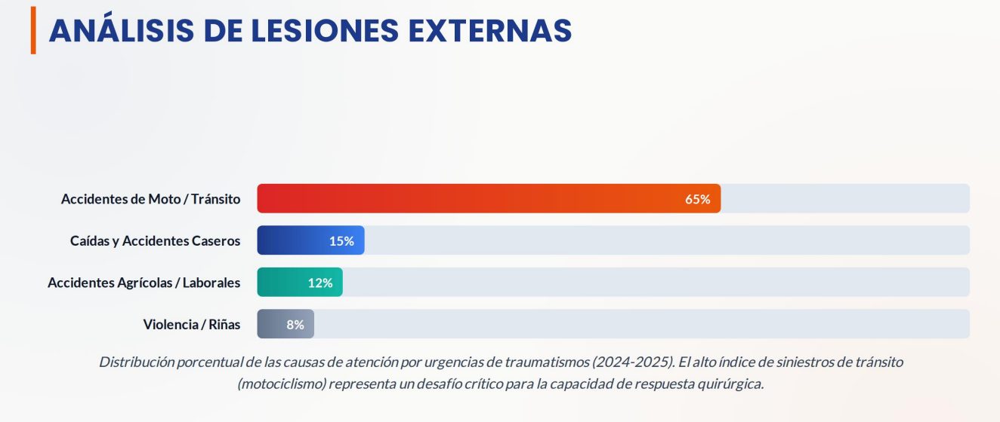 ANÁLISIS DE LESIONES EXTERNAS
Accidentes de Moto / Tránsito
65%
Caídas y Accidentes Caseros
15%
Accidentes Agrícolas / Laborales
12%
Violencia / Riñas
8%
Distribución porcentual de las causas de atención por urgencias de traumatismos (2024-2025). El alto índice de siniestros de tránsito
(motociclismo) representa un desafío crítico para la capacidad de respuesta quirúrgica.